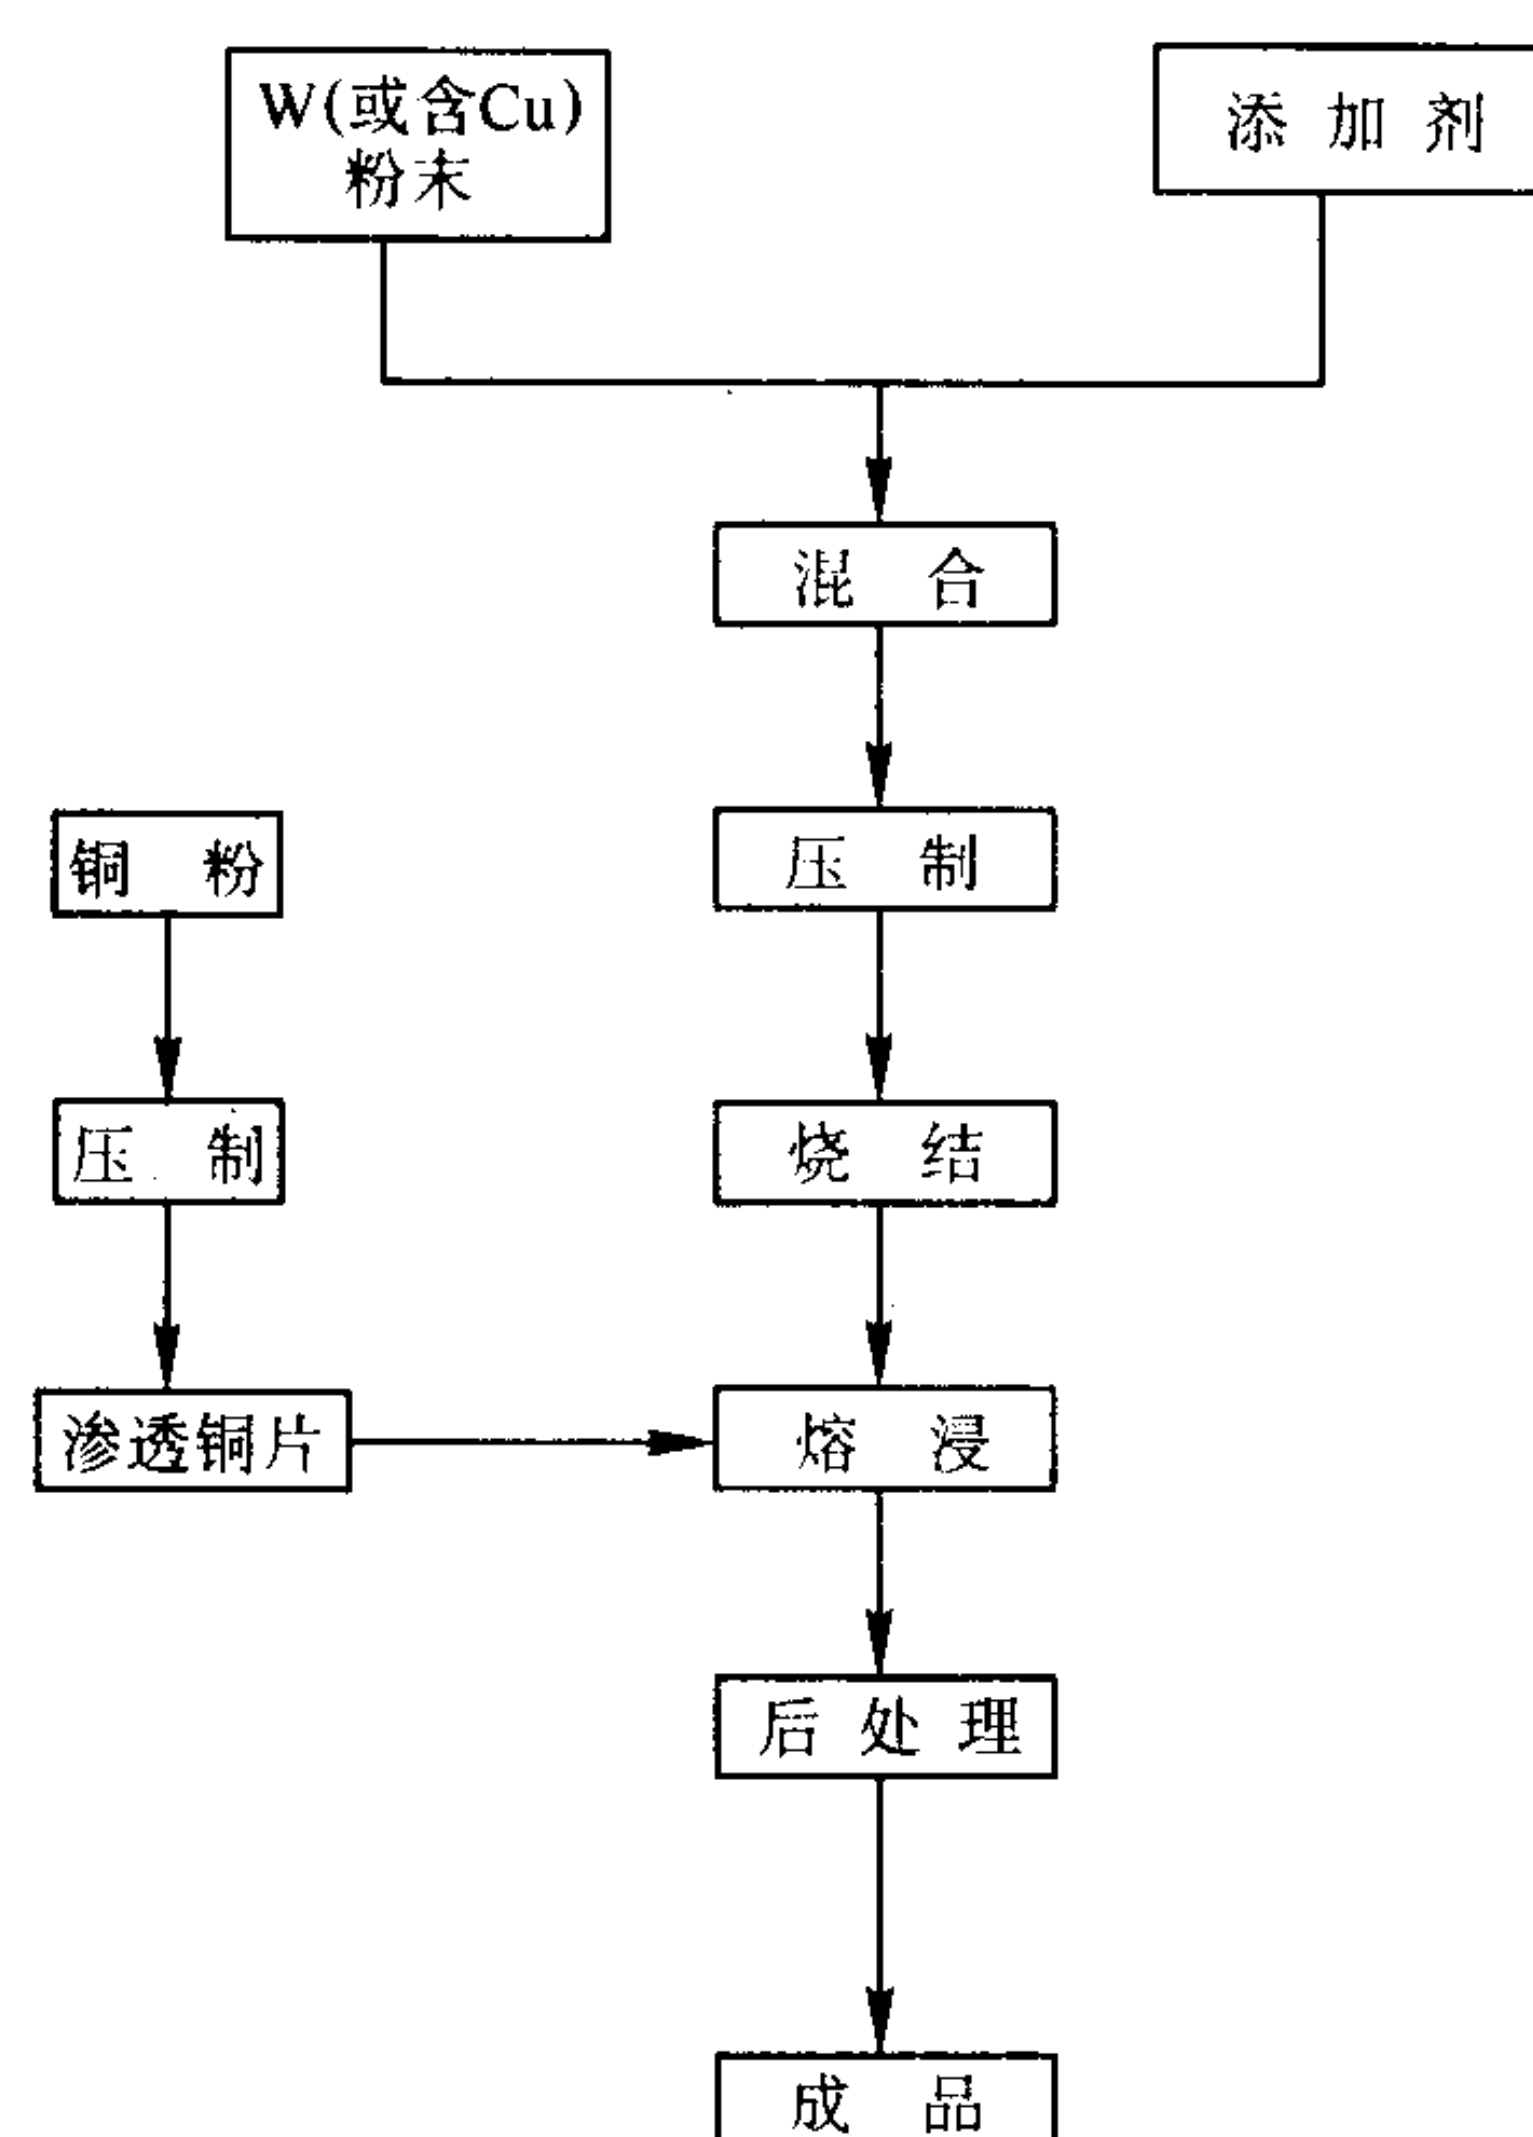 W(或含Cu)
粉末
添加剂
混合
压制
铜粉
压制
烧结
渗透铜片
熔浸
后处理
成品